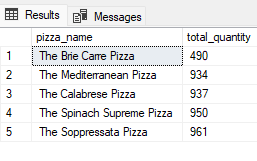 Results Messages
pizza_name total_quantity
1 The Brie Carre Pizza 490
2 The Mediterranean Pizza 934
3 The Calabrese Pizza 937
4 The Spinach Supreme Pizza 950
5 The Soppressata Pizza 961